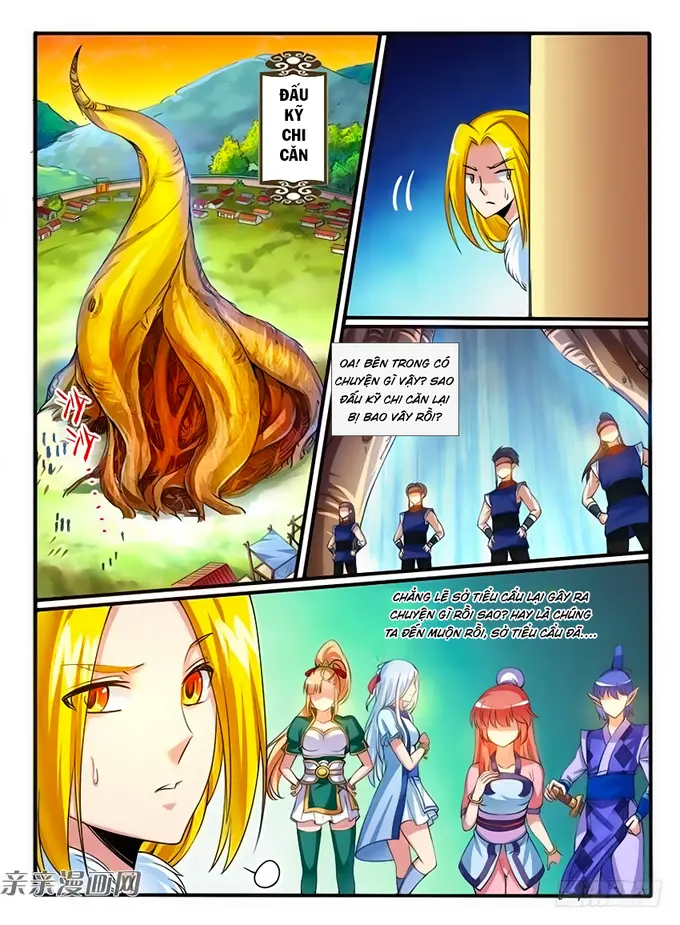 ĐẤU
KỸ
CHI
CĂN
OA! BÊN TRONG CÓ
CHUYỆN GÌ VẬY? SAO
ĐẤU KỸ CHI CĂN LẠI
BỊ BAO VÂY RỒI?
CHẲNG LẼ SỞ TIỂU CẨU LẠI GÂY RA
CHUYỆN GÌ RỒI SAO? HAY LÀ CHÚNG
TA ĐẾN MUỘN RỒI, SỞ TIỂU CẨU ĐÃ....
亲亲漫画网